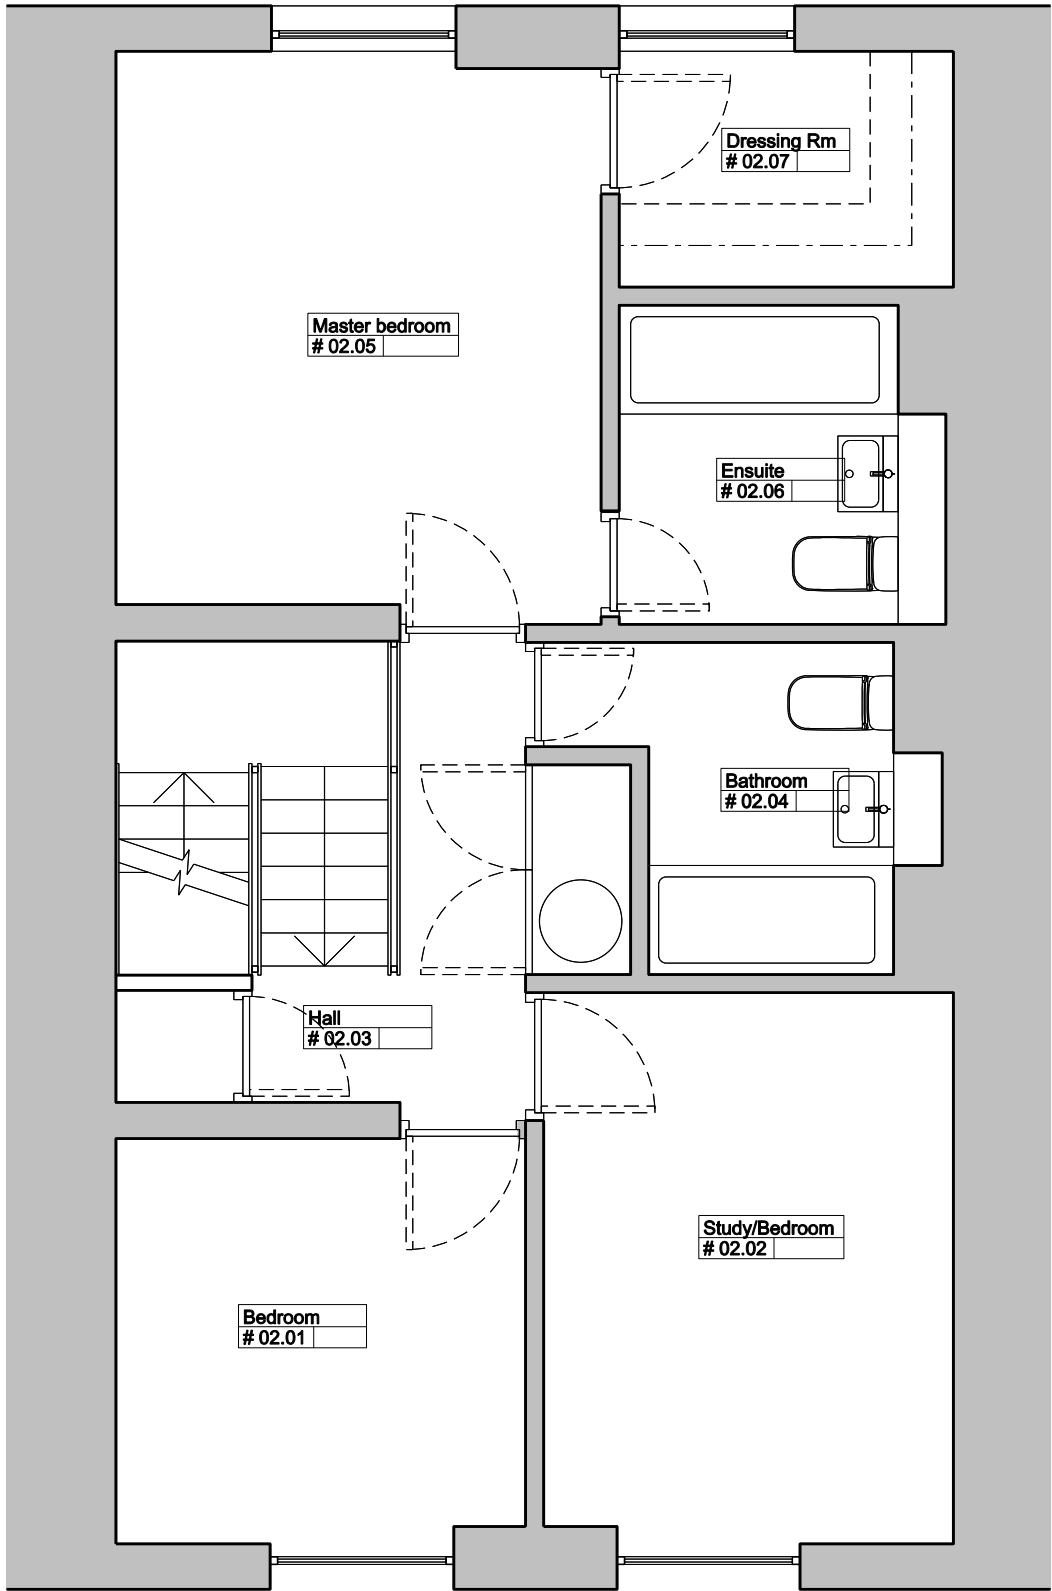 Dressing Rm
# 02.07
Master bedroom
# 02.05
Ensuite
# 02.06
Bathroom
# 02.04
Hall
# 02.03
Study/Bedroom
# 02.02
Bedroom
# 02.01